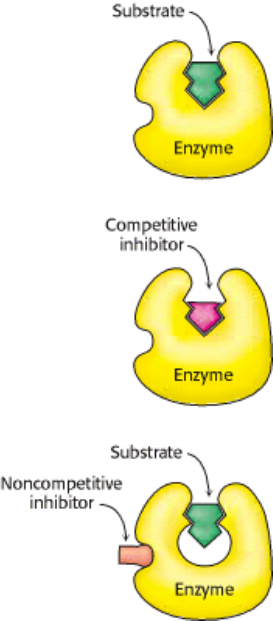 Substrate
Enzyme
Competitive
inhibitor
Enzyme
Substrate
Noncompetitive
inhibitor
Enzyme